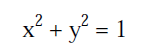 x² + y² = 1